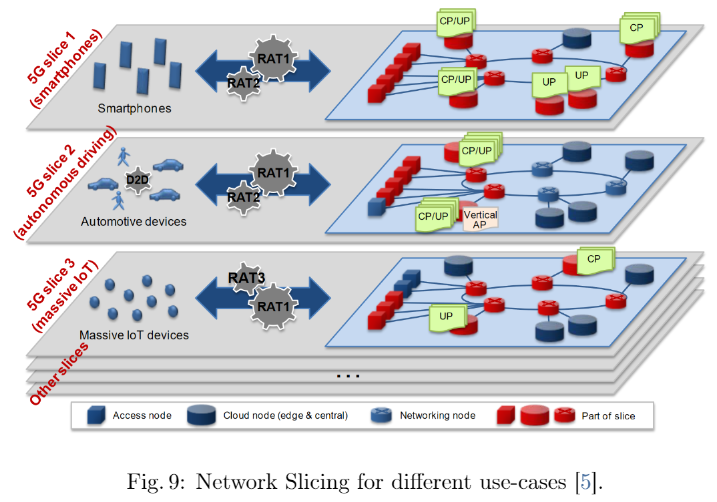 5G slice 1
(smartphones)
Smartphones
RAT1
RAT2
CP/UP
CP
CP/UP
UP
UP
5G slice 2
(autonomous driving)
D2D
Automotive devices
RAT1
RAT2
CP/UP
CP/UP
Vertical
AP
5G slice 3
(massive IoT)
Massive IoT devices
RAT3
RAT1
CP
UP
Other slices
...
Access node
Cloud node (edge & central)
Networking node
Part of slice
Fig. 9: Network Slicing for different use-cases [5].